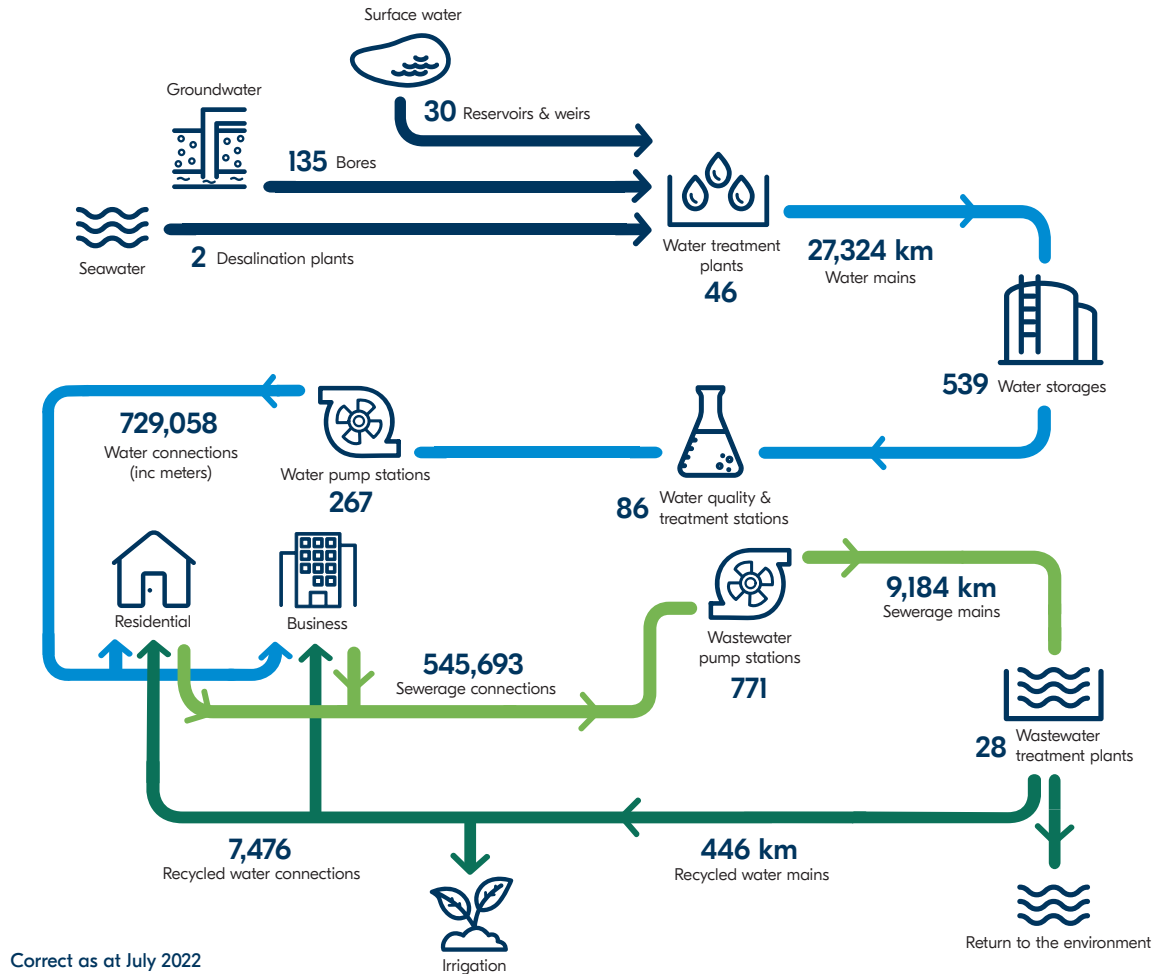 Surface water
Groundwater
30 Reservoirs & weirs
135 Bores
Seawater
2 Desalination plants
Water treatment
plants
46
27,324 km
Water mains
539 Water storages
729,058
Water connections
(inc meters)
Water pump stations
267
86 Water quality &
treatment stations
Residential
Business
545,693
Sewerage connections
Wastewater
pump stations
771
9,184 km
Sewerage mains
28 Wastewater
treatment plants
7,476
Recycled water connections
446 km
Recycled water mains
Return to the environment
Irrigation
Correct as at July 2022